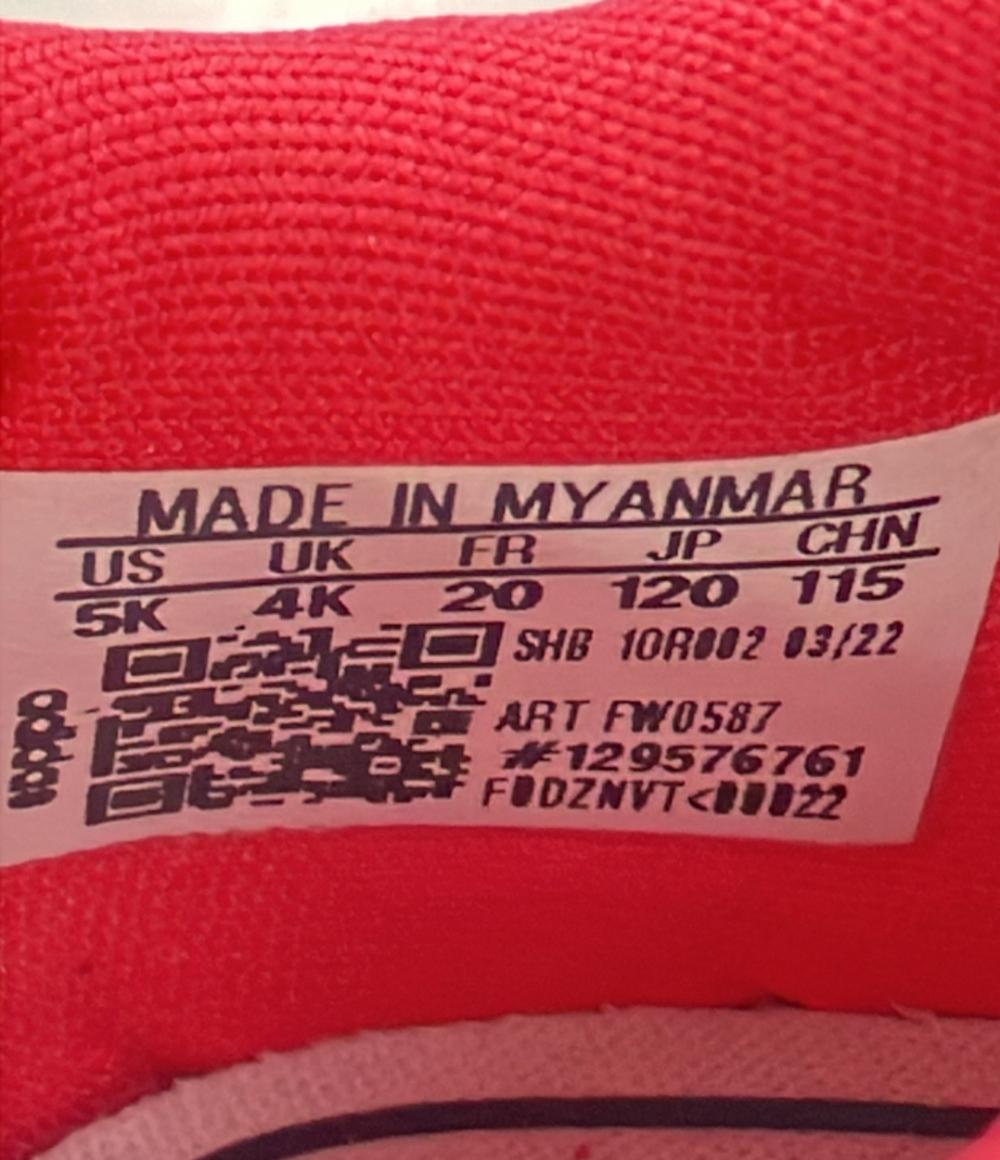 MADE IN MYANMAR
US UK FR JP CHN
5K 4K 20 120 115
SHB 10R002 03/22
ART FW0587
#129576761